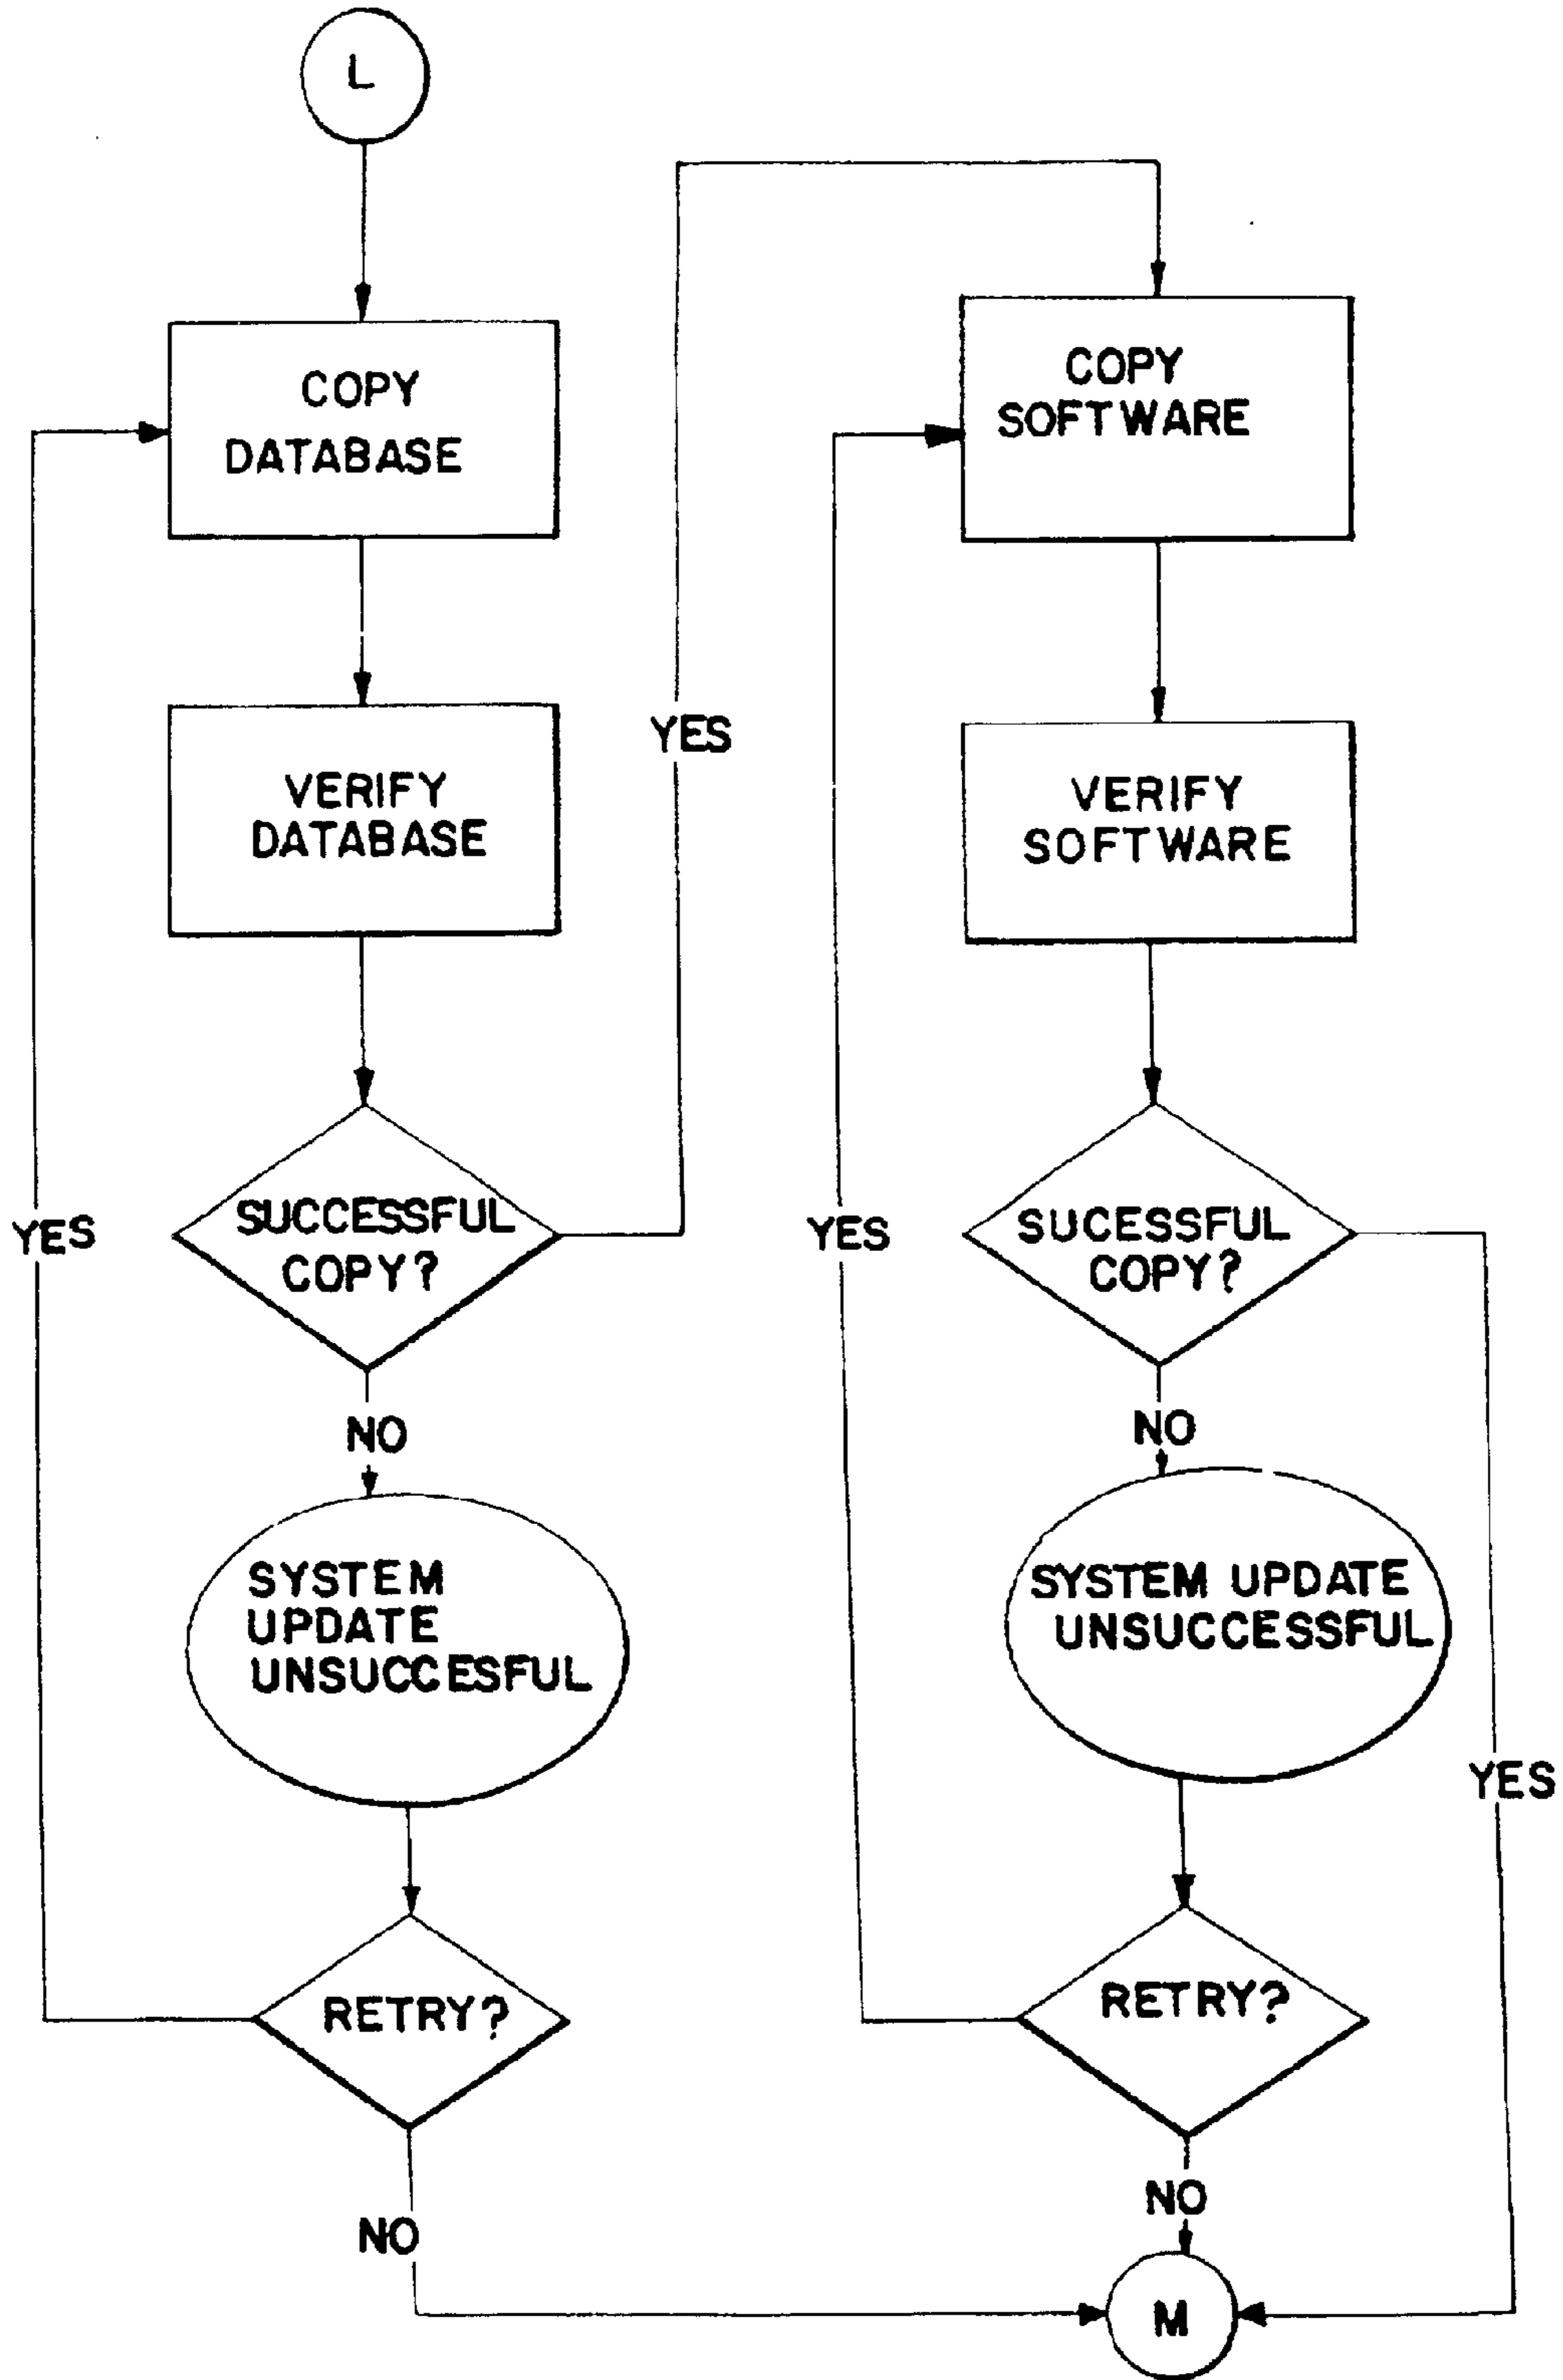 L
COPY
DATABASE
VERIFY
DATABASE
SUCCESSFUL
COPY?
YES
NO
SYSTEM
UPDATE
UNSUCCESFUL
RETRY?
YES
NO
COPY
SOFTWARE
VERIFY
SOFTWARE
SUCESSFUL
COPY?
YES
NO
SYSTEM UPDATE
UNSUCCESSFUL
RETRY?
YES
NO
M